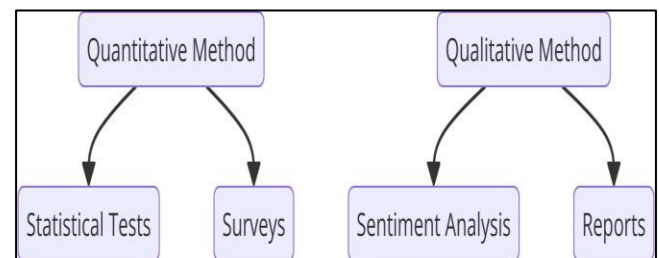 Quantitative Method
Qualitative Method
Statistical Tests
Surveys
Sentiment Analysis
Reports